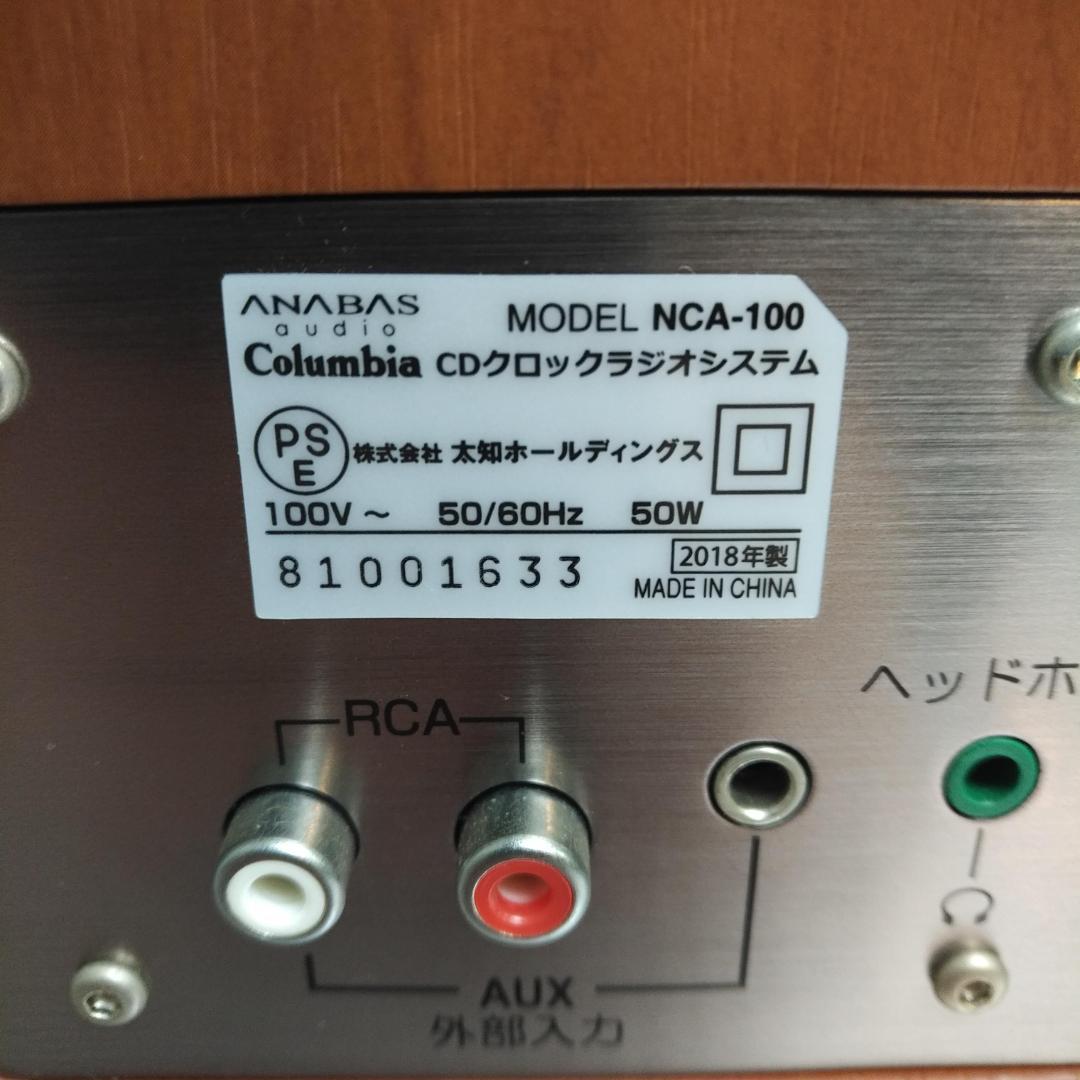 ANABAS
audio
MODEL NCA-100
Columbia CDクロックラジオシステム
PS
E
株式会社 太知ホールディングス
100V ~ 50/60Hz 50W
81001633
2018年製
MADE IN CHINA
ヘッドホ
RCA
AUX
外部入力